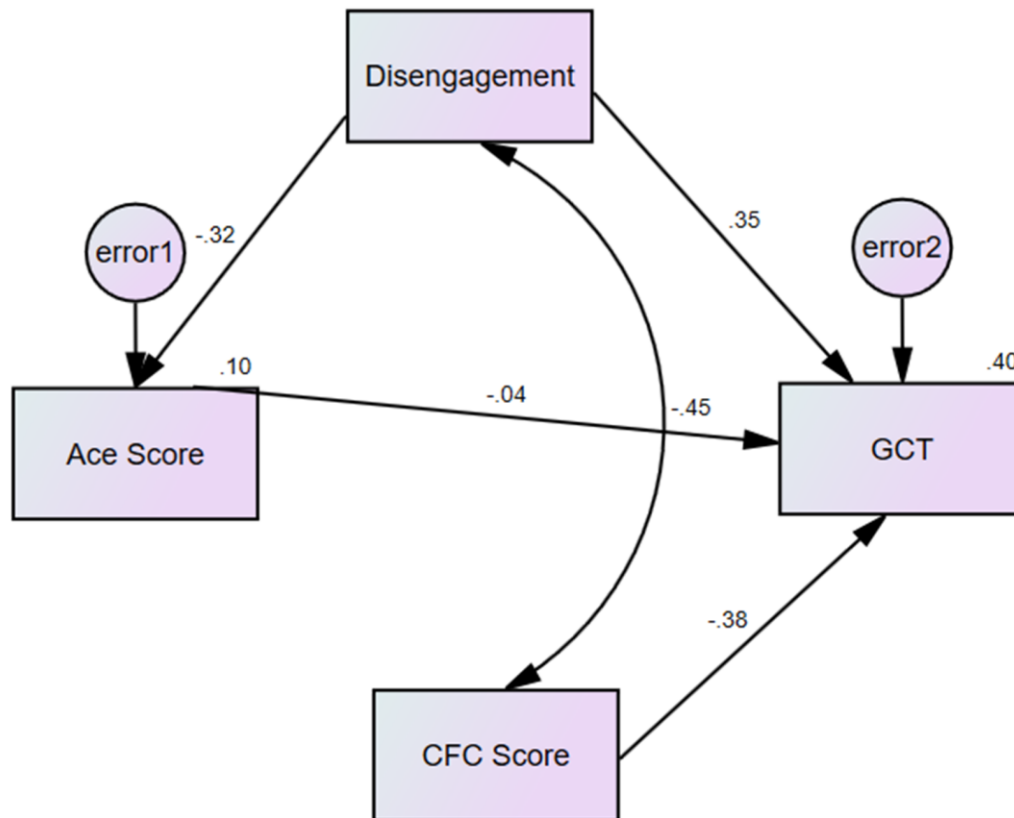 Disengagement
error1
-.32
.35
error2
.10
-.04
-.45
.40
Ace Score
GCT
-.38
CFC Score